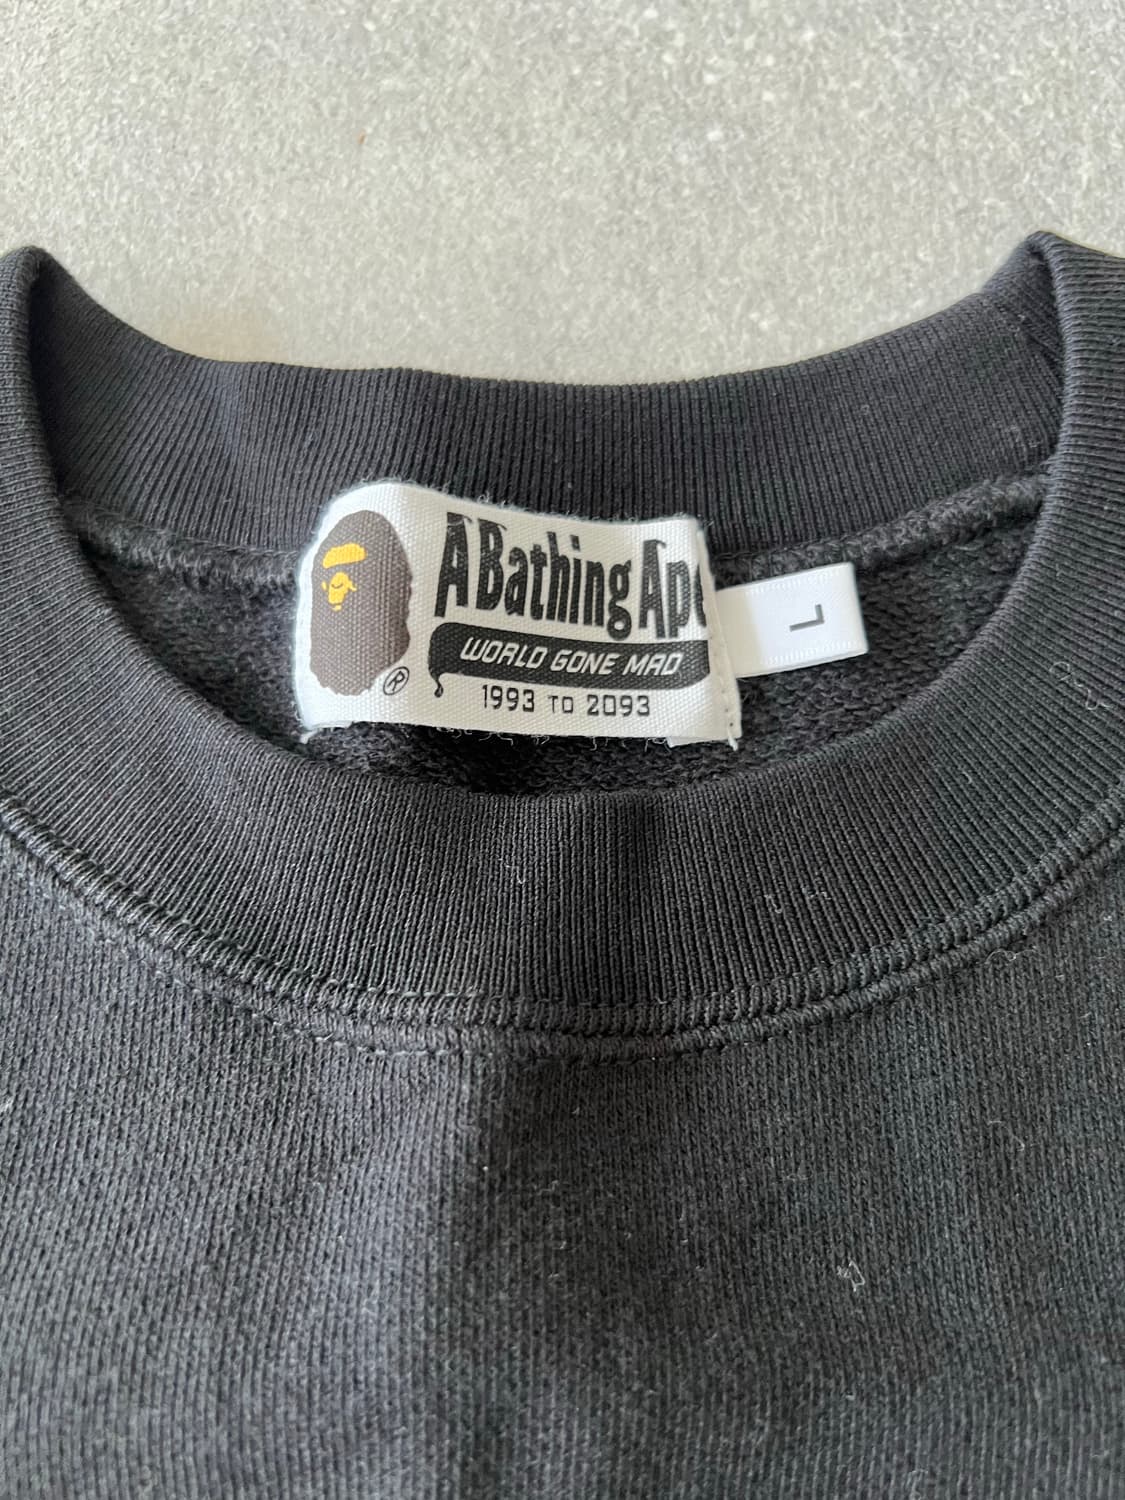 A Bathing Ape
®
WORLD GONE MAD
1993 TO 2093
L